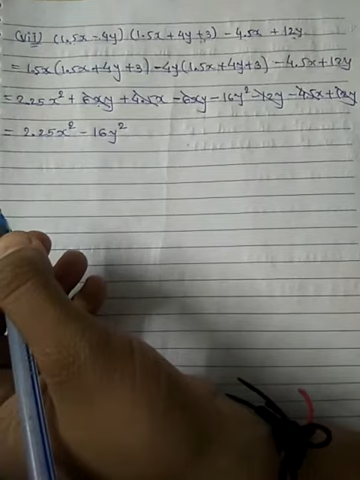 (vii) (1.5x - 4y) (1.5x + 4y + 3) - 4.5x + 12y
= 1.5x (1.5x + 4y + 3) - 4y (1.5x + 4y + 3) - 4.5x + 12y
= 2.25x² + 6xy + 4.5x - 6xy - 16y² - 12y - 4.5x + 12y
= 2.25x² - 16y²